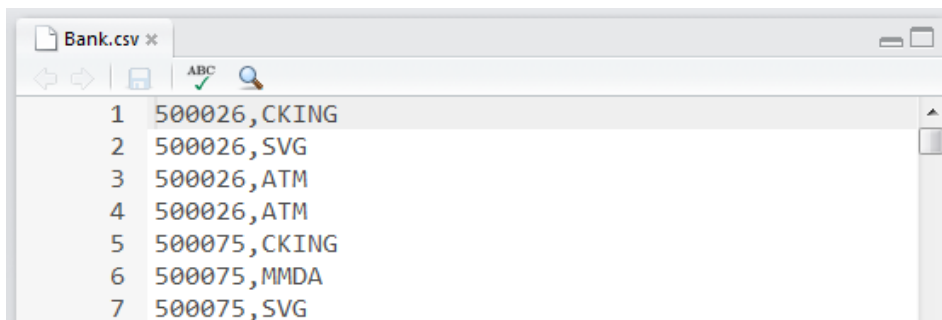 Bank.csv
ABC
1 500026,CKING
2 500026,SVG
3 500026,ATM
4 500026,ATM
5 500075,CKING
6 500075,MMDA
7 500075,SVG